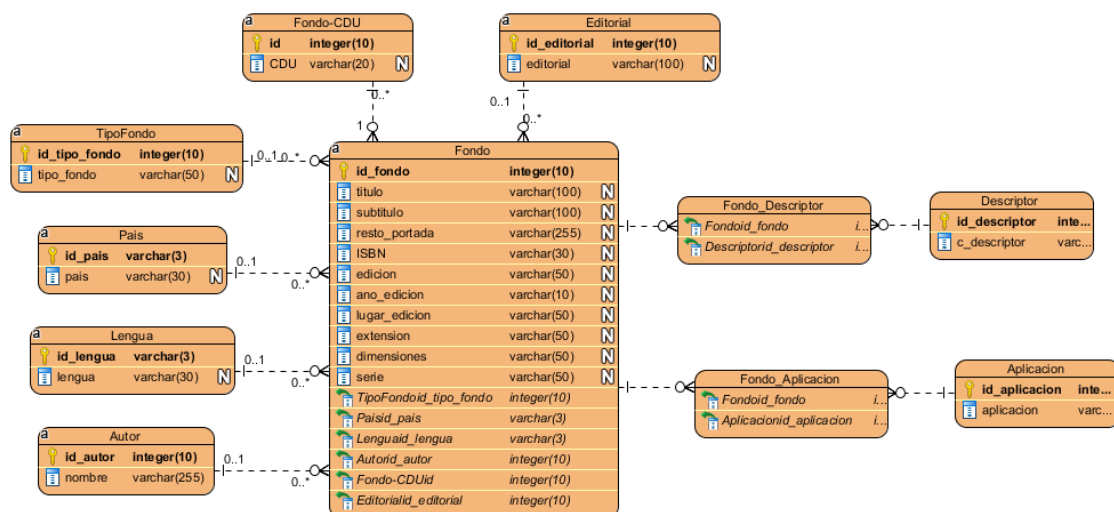 a
Fondo-CDU
id integer(10)
CDU varchar(20) N
a
Editorial
id_editorial integer(10)
editorial varchar(100) N
0..*
1
0..1
0..*
a
TipoFondo
id_tipo_fondo integer(10)
tipo_fondo varchar(50) N
0..1
0..*
a
Pais
id_pais varchar(3)
pais varchar(30) N
0..1
0..*
a
Lengua
id_lengua varchar(3)
lengua varchar(30) N
0..1
0..*
a
Autor
id_autor integer(10)
nombre varchar(255)
0..1
0..*
a
Fondo
id_fondo integer(10)
titulo varchar(100) N
subtitulo varchar(100) N
resto_portada varchar(255) N
ISBN varchar(30) N
edicion varchar(50) N
ano_edicion varchar(10) N
lugar_edicion varchar(50) N
extension varchar(50) N
dimensiones varchar(50) N
serie varchar(50) N
TipoFondoid_tipo_fondo integer(10)
Paisid_pais varchar(3)
Lenguaid_lengua varchar(3)
Autorid_autor integer(10)
Fondo-CDUid integer(10)
Editorialid_editorial integer(10)
Fondo_Descriptor
Fondoid_fondo i...
Descriptorid_descriptor i...
Descriptor
id_descriptor inte...
c_descriptor varc...
Fondo_Aplicacion
Fondoid_fondo i...
Aplicacionid_aplicacion i...
Aplicacion
id_aplicacion inte...
aplicacion varc...